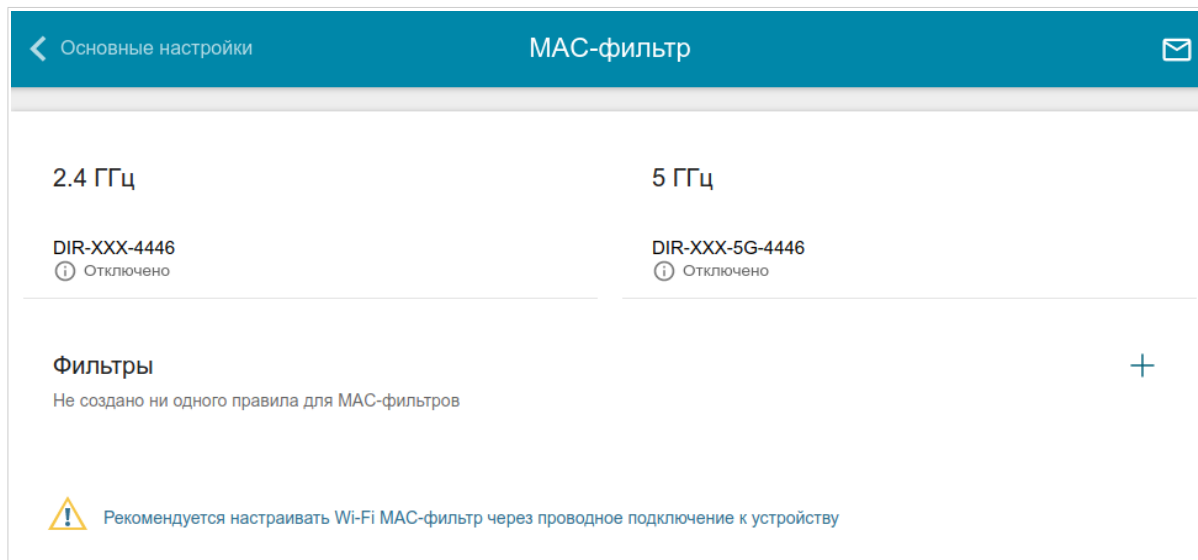 Основные настройки
MAC-фильтр
2.4 ГГц
5 ГГц
DIR-XXX-4446
DIR-XXX-5G-4446
Отключено
Отключено
Фильтры
Не создано ни одного правила для MAC-фильтров
Рекомендуется настраивать Wi-Fi MAC-фильтр через проводное подключение к устройству